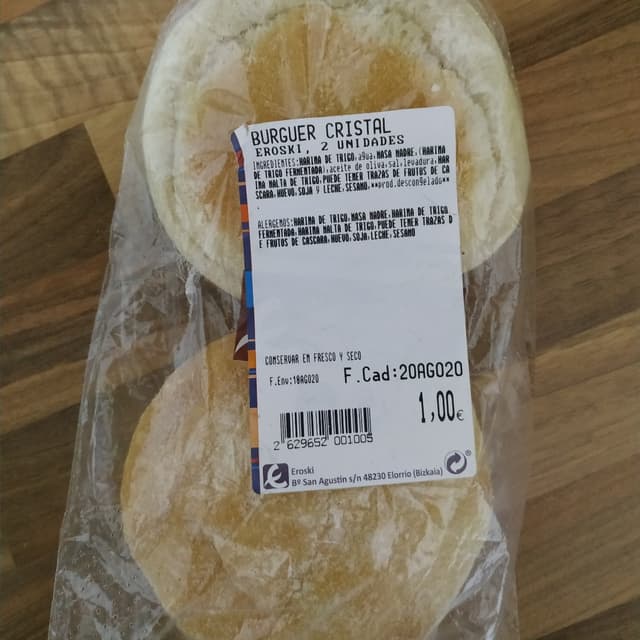 BURGUER CRISTAL
EROSKI, 2 UNIDADES
INGREDIENTES:HARINA DE TRIGO,agua,MASA MADRE,(HARINA
DE TRIGO FERMENTADA),aceite de oliva,sal,levadura,HAR
INA MALTA DE TRIGO,PUEDE TENER TRAZAS DE FRUTOS DE CA
SCARA,HUEVO,SOJA y LECHE,SESAMO,**prod.descongelado**
ALERGENOS:HARINA DE TRIGO,MASA MADRE,HARINA DE TRIGO
FERMENTADA,HARINA MALTA DE TRIGO,PUEDE TENER TRAZAS D
E FRUTOS DE CASCARA,HUEVO,SOJA,LECHE,SESAMO
CONSERVAR EN FRESCO Y SECO
F.Env:18AGO20 F.Cad:20AGO20
1,00€
2 629652 001005
Eroski
Bº San Agustín s/n 48230 Elorrio (Bizkaia)